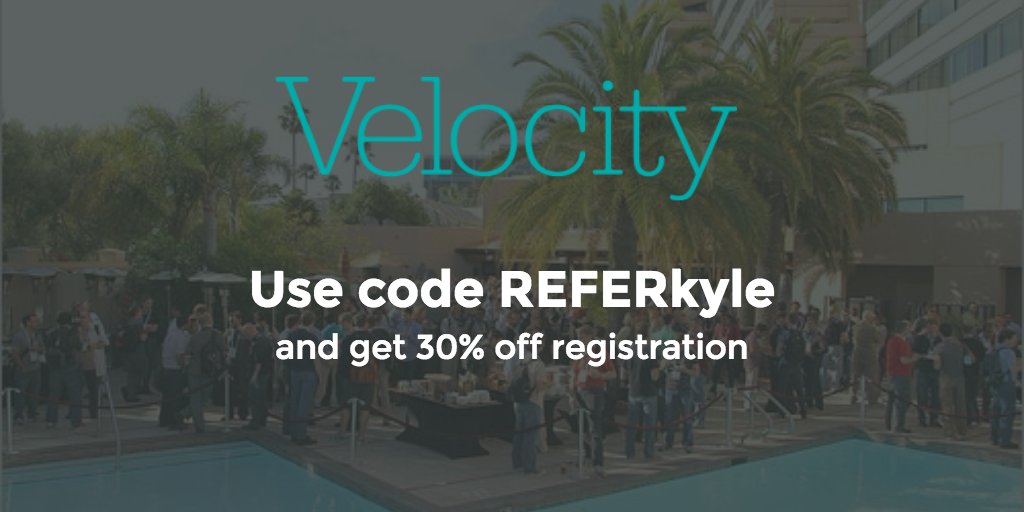 Velocity
Use code REFERkyle
and get 30% off registration